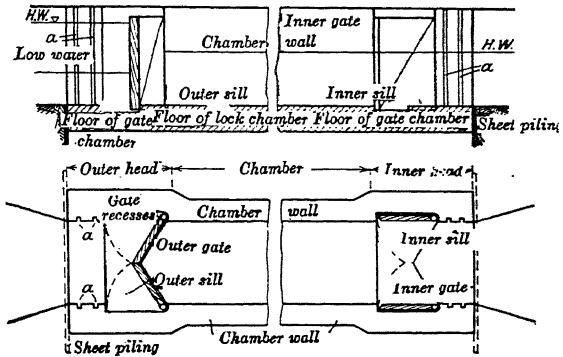 H.W.
a
Low water
Chamber
Inner gate
wall
H.W.
a
Outer sill
Inner sill
Floor of gate
chamber
Floor of lock chamber
Floor of gate chamber
Sheet piling
Outer head
Chamber
Inner head
Gate
recesses
Chamber wall
a
Outer gate
Inner sill
Outer sill
a
Inner gate
Chamber wall
Sheet piling